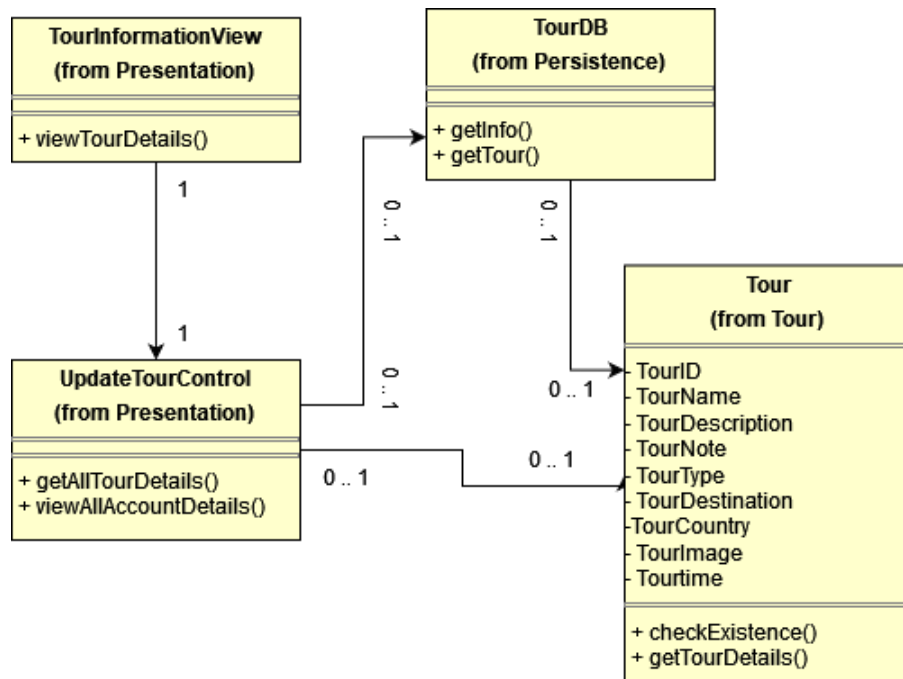 TourInformationView
(from Presentation)
+ viewTourDetails()
TourDB
(from Persistence)
+ getInfo()
+ getTour()
1
1
0 .. 1
0 .. 1
0 .. 1
0 .. 1
UpdateTourControl
(from Presentation)
+ getAllTourDetails()
+ viewAllAccountDetails()
0 .. 1
0 .. 1
Tour
(from Tour)
- TourID
- TourName
- TourDescription
- TourNote
- TourType
- TourDestination
-TourCountry
- TourImage
- Tourtime
+ checkExistence()
+ getTourDetails()